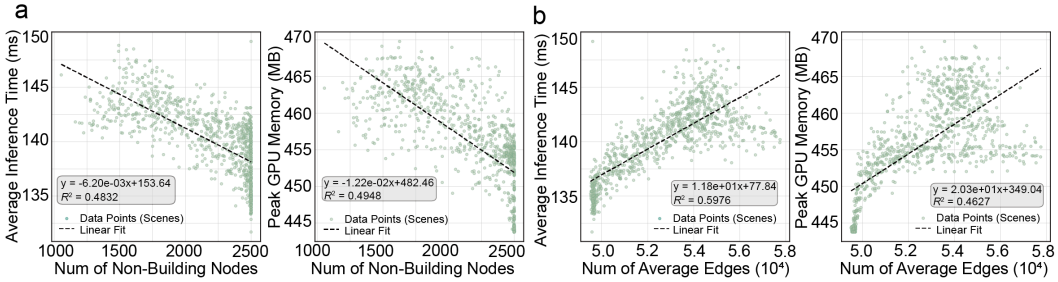 a
Average Inference Time (ms)
150
145
140
135
1000 1500 2000 2500
Num of Non-Building Nodes
y = -6.20e-03x+153.64
R² = 0.4832
Data Points (Scenes)
Linear Fit
Peak GPU Memory (MB)
470
465
460
455
450
445
1000 1500 2000 2500
Num of Non-Building Nodes
y = -1.22e-02x+482.46
R² = 0.4948
Data Points (Scenes)
Linear Fit
b
Average Inference Time (ms)
150
145
140
135
5.0 5.2 5.4 5.6 5.8
Num of Average Edges (10⁴)
y = 1.18e+01x+77.84
R² = 0.5976
Data Points (Scenes)
Linear Fit
Peak GPU Memory (MB)
470
465
460
455
450
445
5.0 5.2 5.4 5.6 5.8
Num of Average Edges (10⁴)
y = 2.03e+01x+349.04
R² = 0.4627
Data Points (Scenes)
Linear Fit